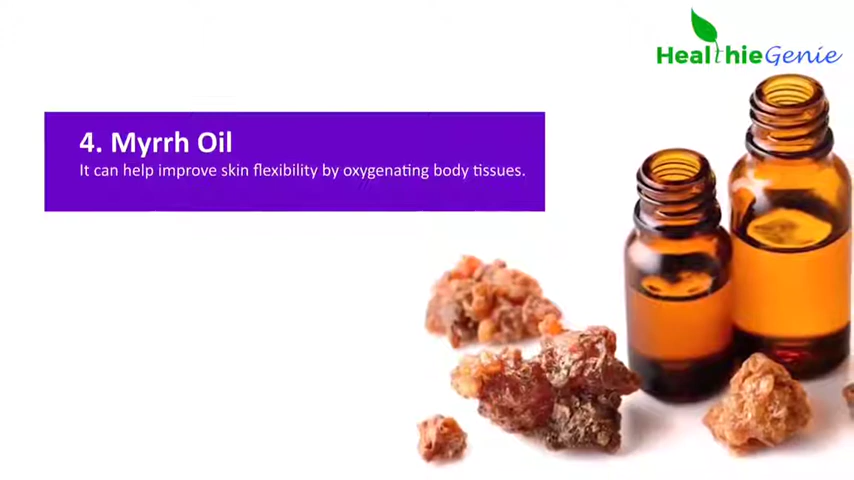 HealthieGenie
4. Myrrh Oil
It can help improve skin flexibility by oxygenating body tissues.